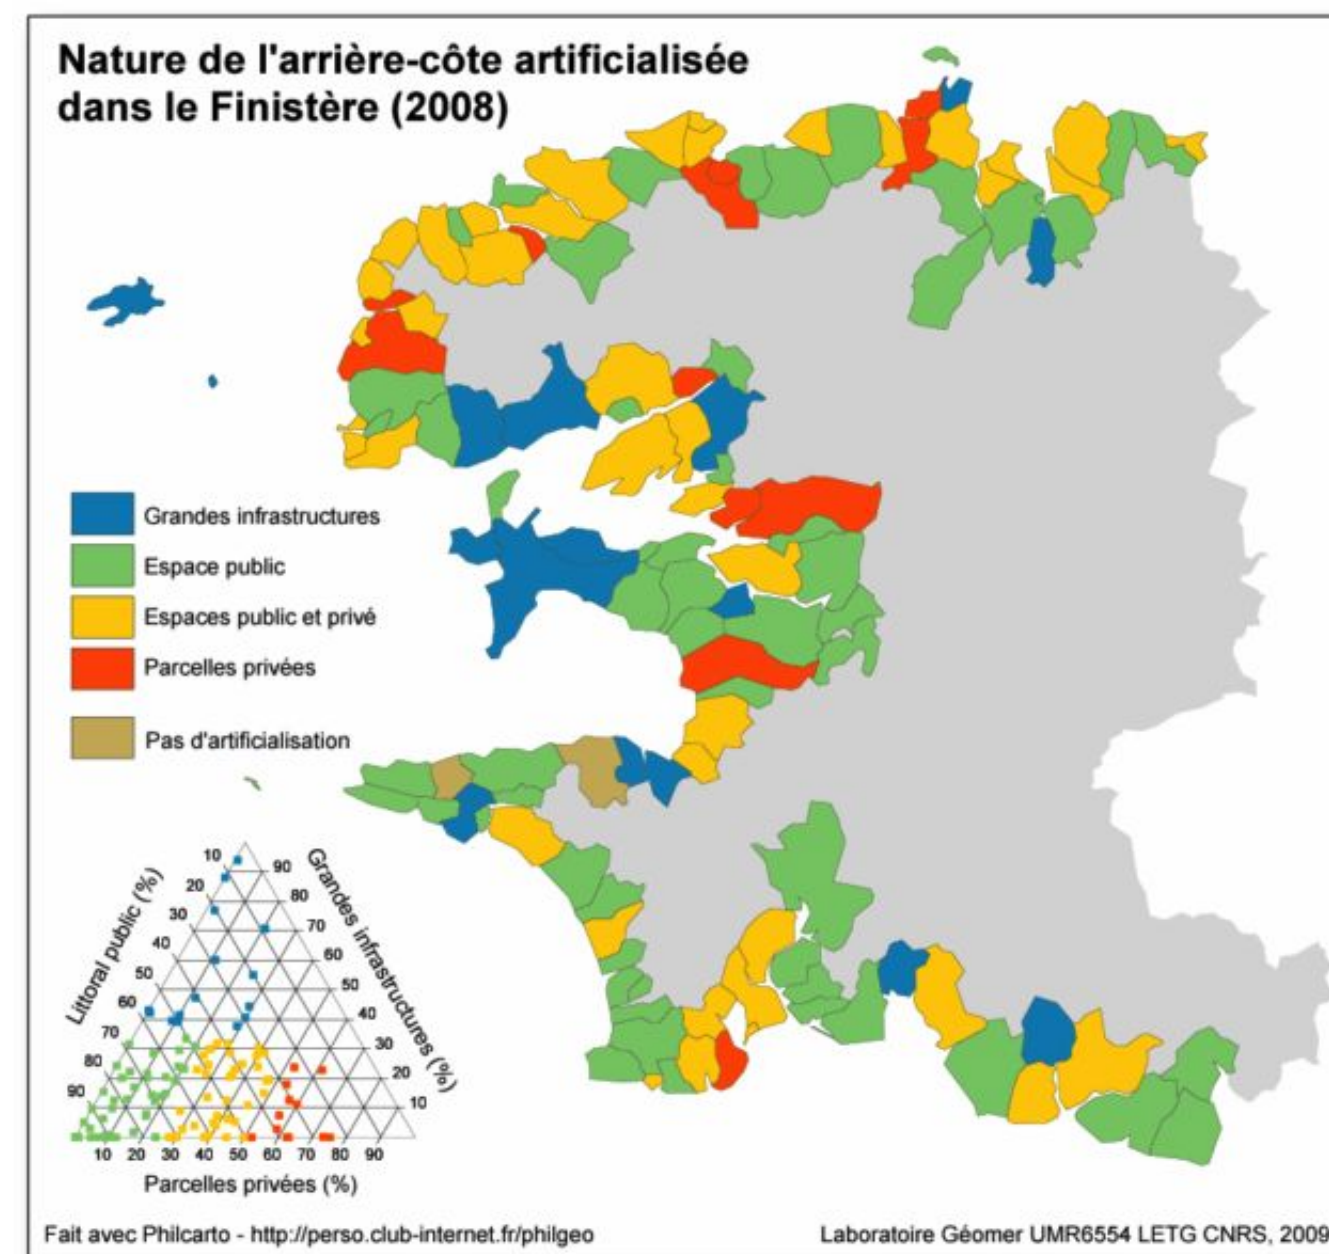 Nature de l'arrière-côte artificialisée
dans le Finistère (2008)
Grandes infrastructures
Espace public
Espaces public et privé
Parcelles privées
Pas d'artificialisation
Littoral public (%)
10
20
30
40
50
60
70
80
90
Grandes infrastructures (%)
90
80
70
60
50
40
30
20
10
10 20 30 40 50 60 70 80 90
Parcelles privées (%)
Fait avec Philcarto - http://perso.club-internet.fr/philgeo
Laboratoire Géomer UMR6554 LETG CNRS, 2009